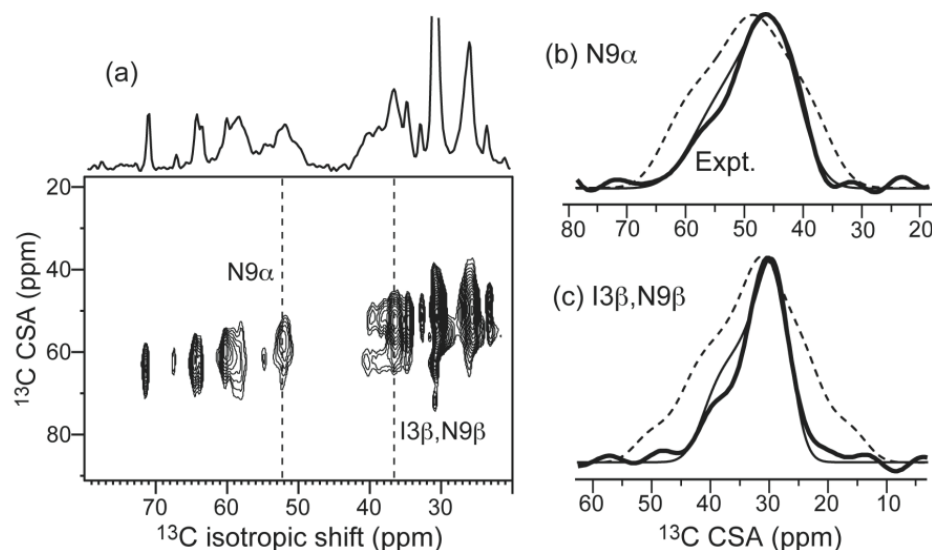 (a)
20
40
60
80
¹³C CSA (ppm)
N9α
I3β,N9β
70 60 50 40 30
¹³C isotropic shift (ppm)
(b) N9α
Expt.
80 70 60 50 40 30 20
(c) I3β,N9β
60 50 40 30 20 10
¹³C CSA (ppm)